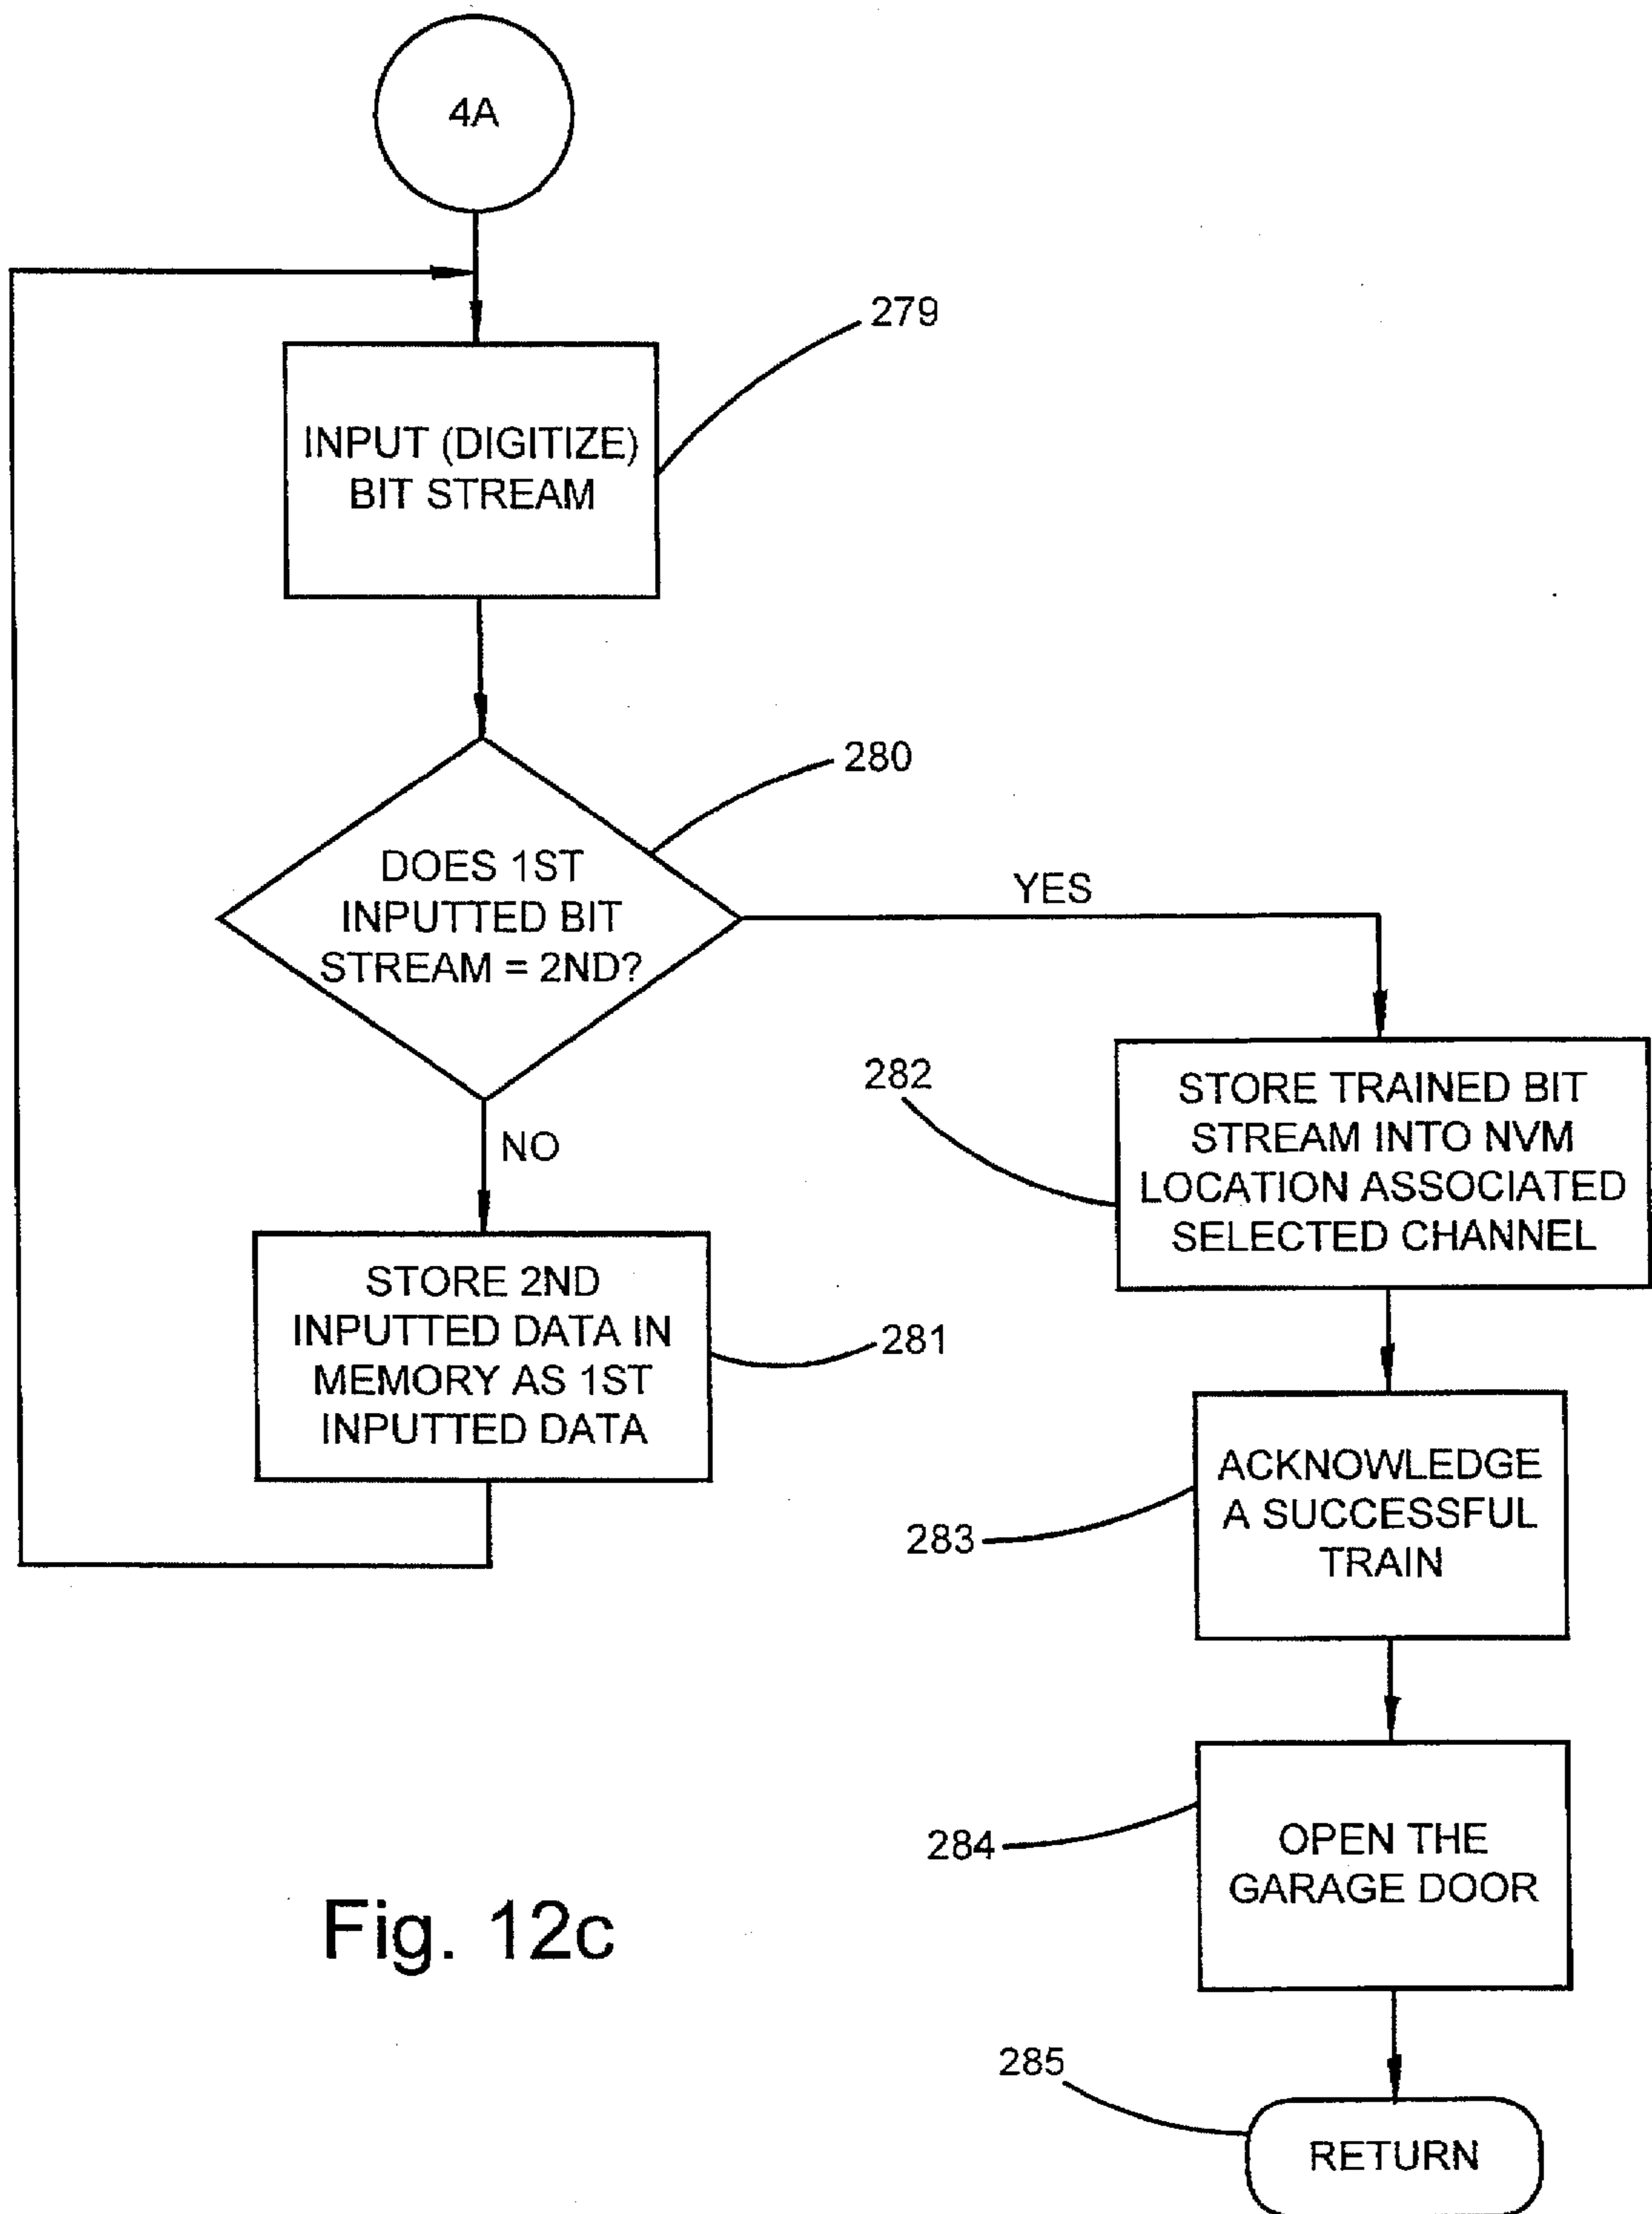 4A
279
INPUT (DIGITIZE)
BIT STREAM
280
DOES 1ST
INPUTTED BIT
STREAM = 2ND?
YES
NO
282
STORE TRAINED BIT
STREAM INTO NVM
LOCATION ASSOCIATED
SELECTED CHANNEL
STORE 2ND
INPUTTED DATA IN
MEMORY AS 1ST
INPUTTED DATA
281
283
ACKNOWLEDGE
A SUCCESSFUL
TRAIN
284
OPEN THE
GARAGE DOOR
Fig. 12c
285
RETURN